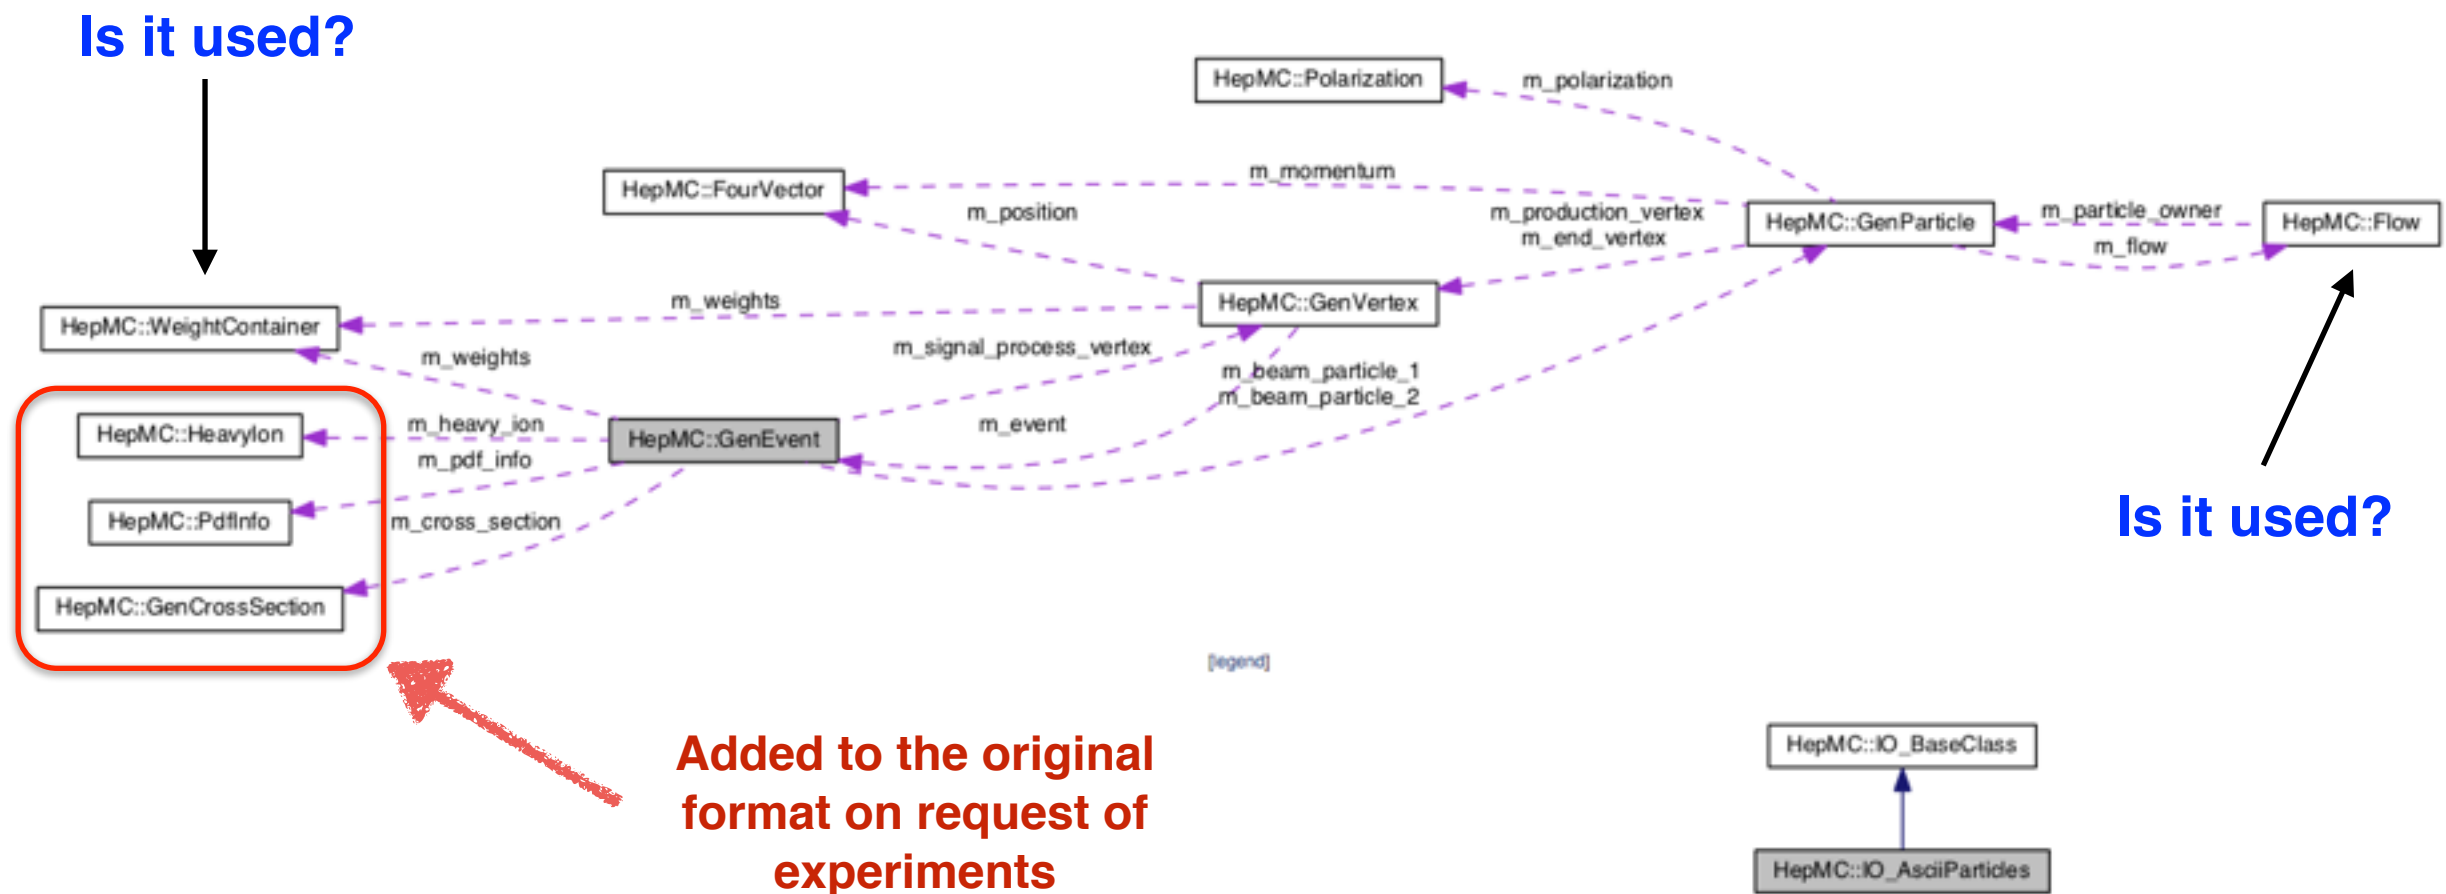 Is it used?
HepMC::Polarization
m_polarization
HepMC::FourVector
m_momentum
m_position
m_production_vertex
m_end_vertex
HepMC::GenParticle
m_particle_owner
m_flow
HepMC::Flow
HepMC::WeightContainer
m_weights
HepMC::GenVertex
m_weights
m_signal_process_vertex
m_beam_particle_1
m_beam_particle_2
HepMC::HeavyIon
m_heavy_ion
HepMC::GenEvent
m_event
m_pdf_info
HepMC::PdfInfo
m_cross_section
Is it used?
HepMC::GenCrossSection
[legend]
Added to the original
format on request of
experiments
HepMC::IO_BaseClass
HepMC::IO_AsciiParticles